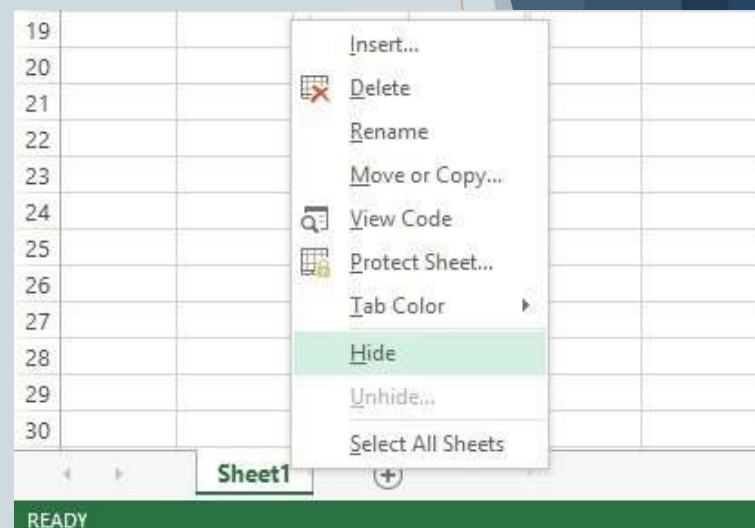 19
20
21
22
23
24
25
26
27
28
29
30
Insert...
Delete
Rename
Move or Copy...
View Code
Protect Sheet...
Tab Color
Hide
Unhide...
Select All Sheets
Sheet1
READY